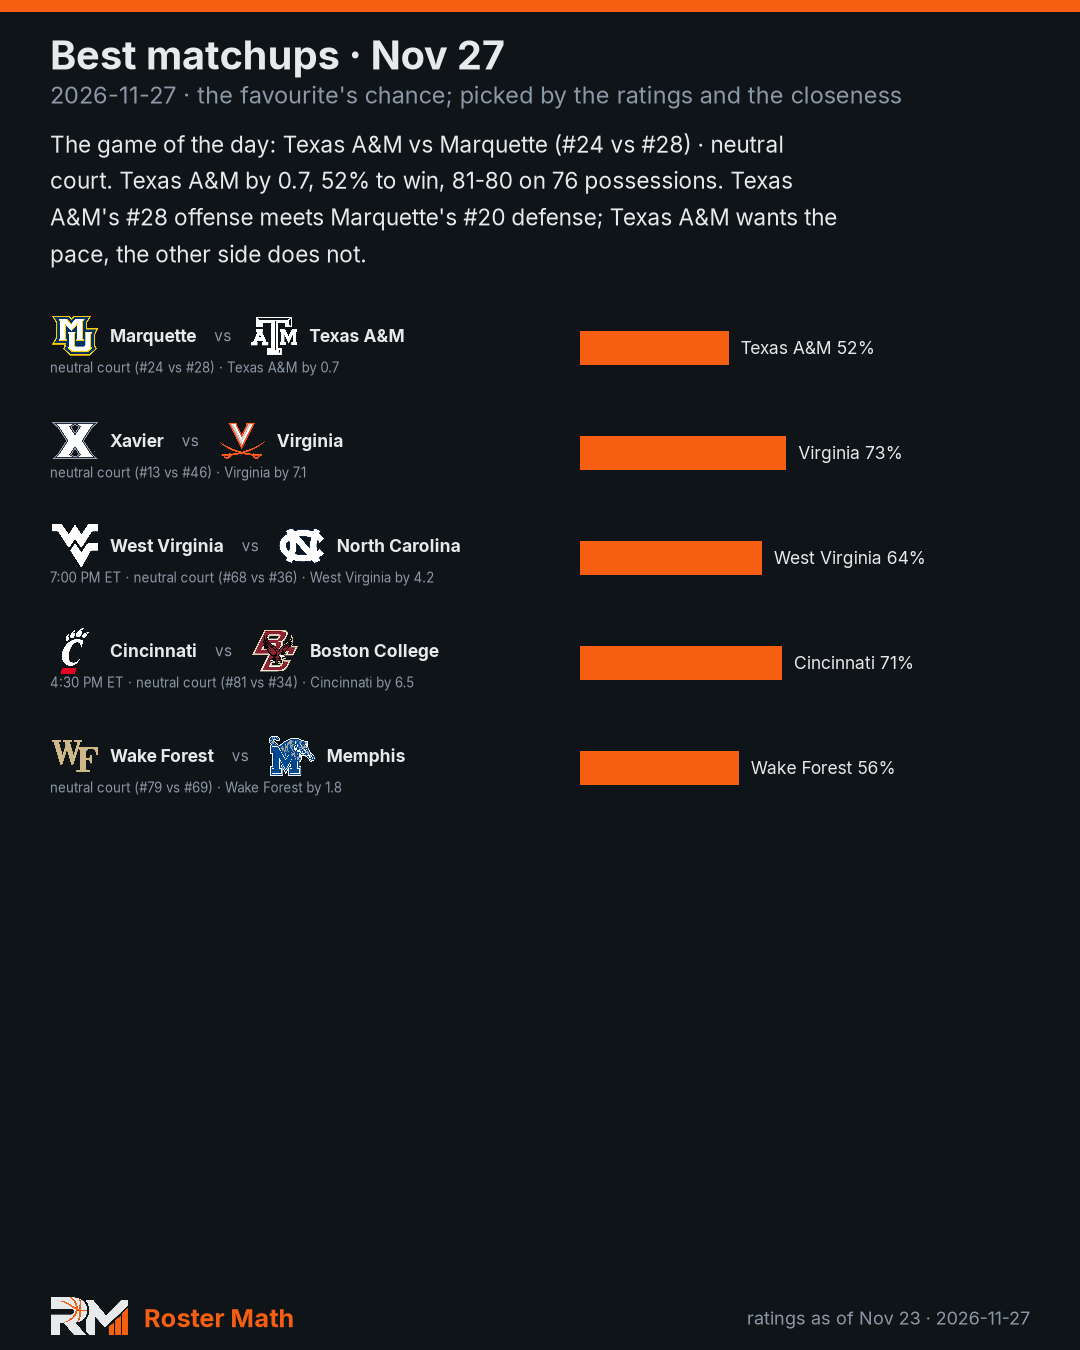 Best matchups · Nov 27
2026-11-27 · the favourite's chance; picked by the ratings and the closeness
The game of the day: Texas A&M vs Marquette (#24 vs #28) · neutral
court. Texas A&M by 0.7, 52% to win, 81-80 on 76 possessions. Texas
A&M's #28 offense meets Marquette's #20 defense; Texas A&M wants the
pace, the other side does not.
Marquette vs Texas A&M
neutral court (#24 vs #28) · Texas A&M by 0.7
Texas A&M 52%
Xavier vs Virginia
neutral court (#13 vs #46) · Virginia by 7.1
Virginia 73%
West Virginia vs North Carolina
7:00 PM ET · neutral court (#68 vs #36) · West Virginia by 4.2
West Virginia 64%
Cincinnati vs Boston College
4:30 PM ET · neutral court (#81 vs #34) · Cincinnati by 6.5
Cincinnati 71%
Wake Forest vs Memphis
neutral court (#79 vs #69) · Wake Forest by 1.8
Wake Forest 56%
RM Roster Math
ratings as of Nov 23 · 2026-11-27